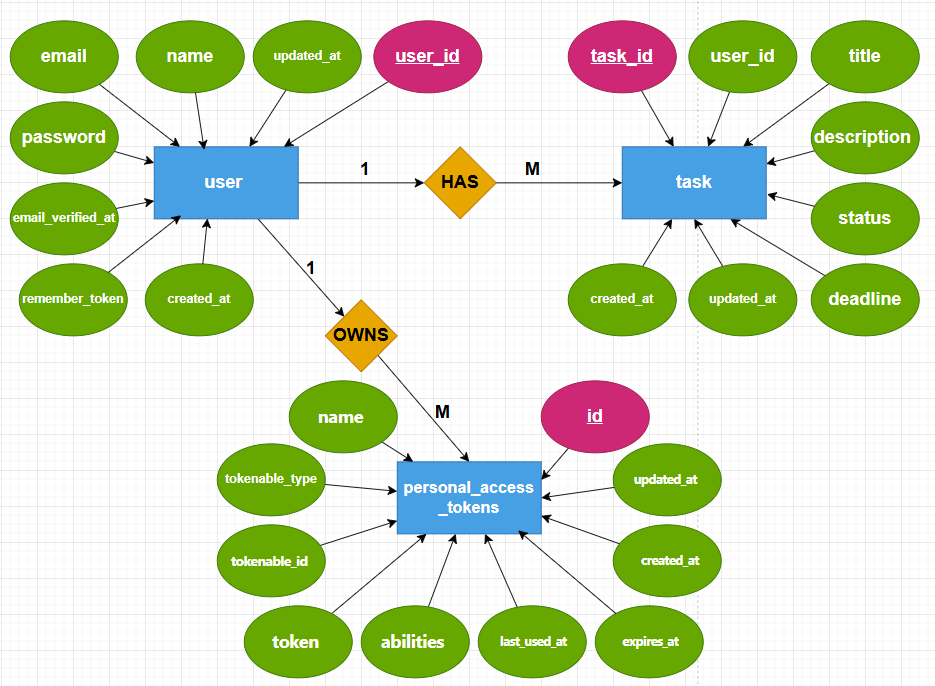 email
name
updated_at
user_id
task_id
user_id
title
password
description
user
1
HAS
M
task
email_verified_at
status
remember_token
created_at
1
created_at
updated_at
deadline
OWNS
name
M
id
tokenable_type
personal_access
_tokens
updated_at
tokenable_id
created_at
token
abilities
last_used_at
expires_at